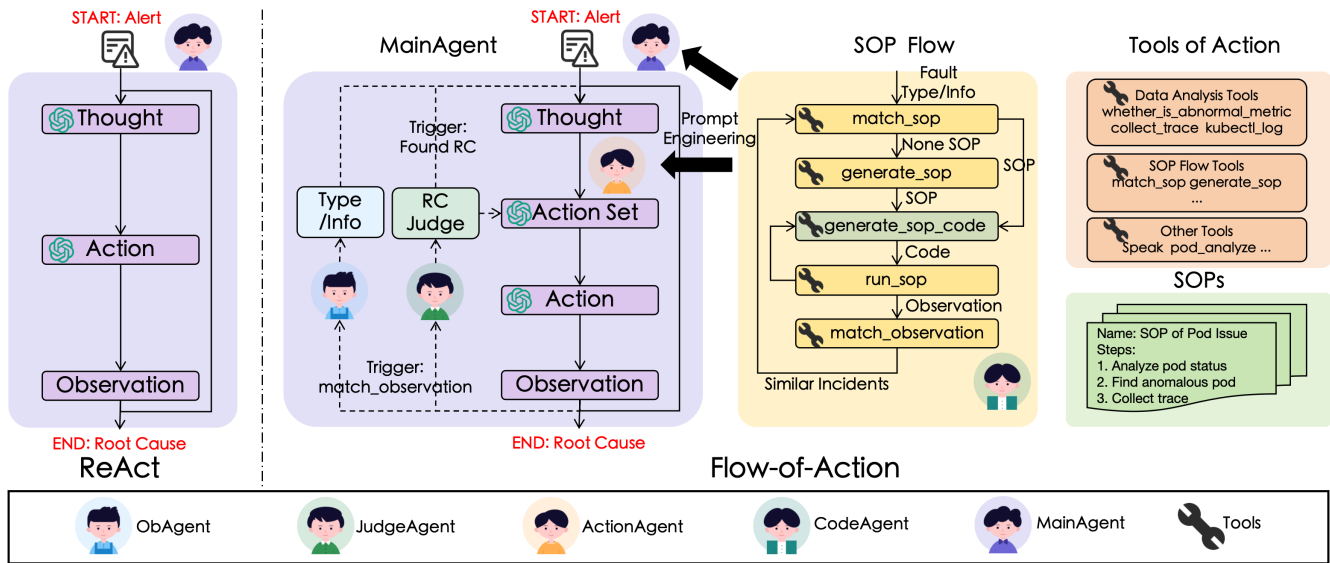 START: Alert
Thought
Action
Observation
END: Root Cause
ReAct
MainAgent
START: Alert
Thought
Trigger:
Found RC
Type
/Info
RC
Judge
Action Set
Action
Trigger:
match_observation
Observation
END: Root Cause
Prompt
Engineering
SOP Flow
Fault
Type/Info
match_sop
None SOP
SOP
generate_sop
SOP
generate_sop_code
Code
run_sop
Observation
match_observation
Similar Incidents
Flow-of-Action
Tools of Action
Data Analysis Tools
whether_is_abnormal_metric
collect_trace kubectl_log
SOP Flow Tools
match_sop generate_sop
...
Other Tools
Speak pod_analyze ...
SOPs
Name: SOP of Pod Issue
Steps:
1. Analyze pod status
2. Find anomalous pod
3. Collect trace
ObAgent
JudgeAgent
ActionAgent
CodeAgent
MainAgent
Tools